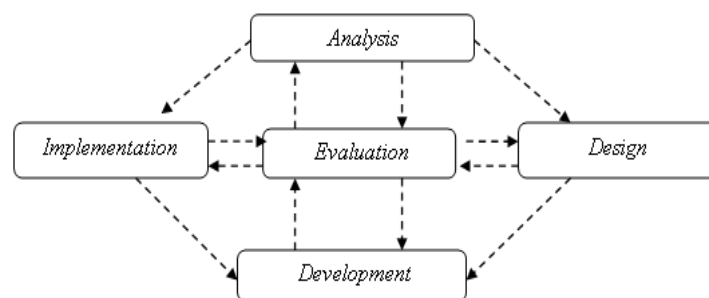 Analysis
Implementation
Evaluation
Design
Development